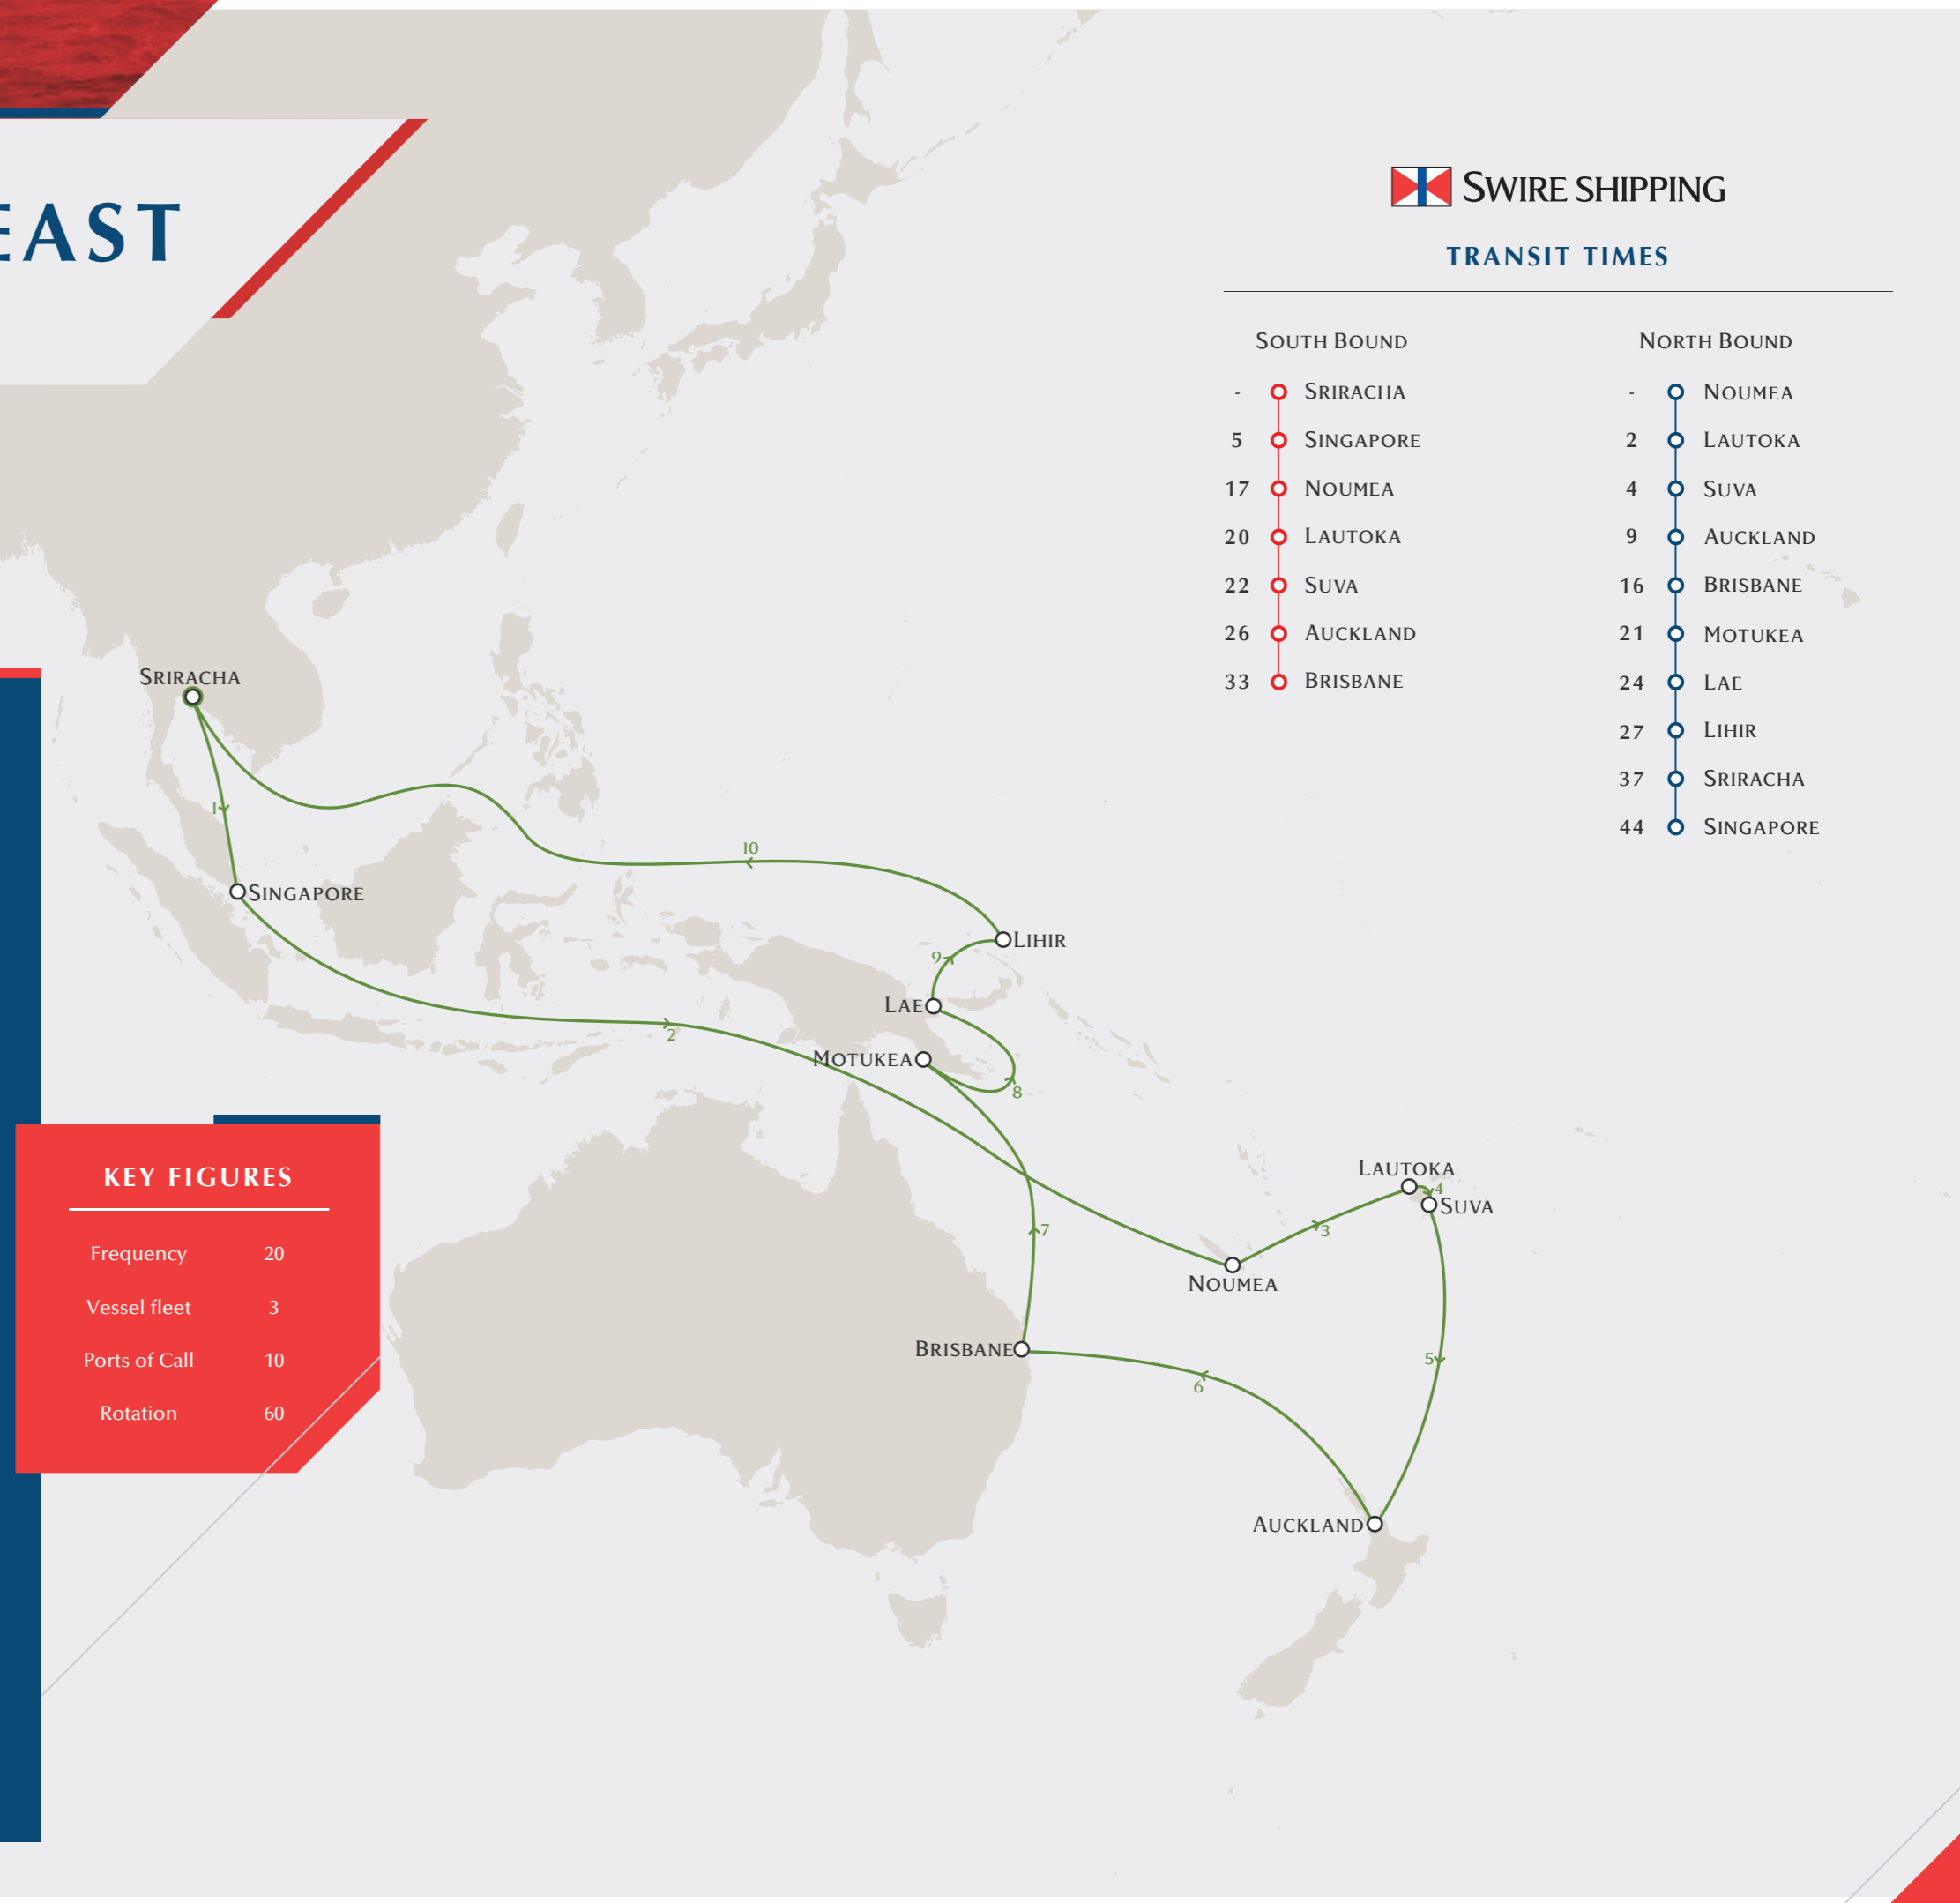 EAST
SWIRE SHIPPING
TRANSIT TIMES
SOUTH BOUND
- SRIRACHA
5 SINGAPORE
17 NOUMEA
20 LAUTOKA
22 SUVA
26 AUCKLAND
33 BRISBANE
NORTH BOUND
- NOUMEA
2 LAUTOKA
4 SUVA
9 AUCKLAND
16 BRISBANE
21 MOTUKEA
24 LAE
27 LIHIR
37 SRIRACHA
44 SINGAPORE
SRIRACHA
1
10
SINGAPORE
LIHIR
9
LAE
2
MOTUKEA
8
LAUTOKA
4
SUVA
7
3
NOUMEA
BRISBANE
5
6
AUCKLAND
KEY FIGURES
Frequency 20
Vessel fleet 3
Ports of Call 10
Rotation 60